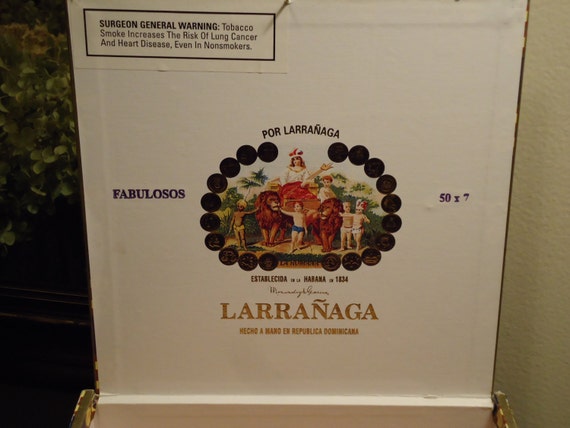 SURGEON GENERAL WARNING: Tobacco
Smoke Increases The Risk Of Lung Cancer
And Heart Disease, Even In Nonsmokers.
POR LARRAÑAGA
FABULOSOS
50 x 7
ESTABLECIDA EN LA HABANA EN 1834
LARRAÑAGA
HECHO A MANO EN REPUBLICA DOMINICANA